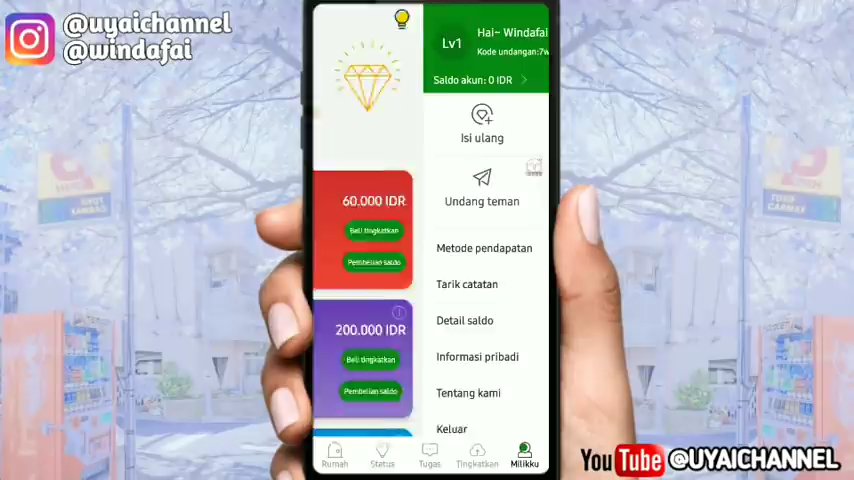 @uyaichannel
@windafai
Lv1
Hai~ Windafai
Kode undangan:7w
Saldo akun: 0 IDR
Isi ulang
Undang teman
60.000 IDR
Beli tingkatkan
Pembelian saldo
Metode pendapatan
Tarik catatan
200.000 IDR
Beli tingkatkan
Pembelian saldo
Detail saldo
Informasi pribadi
Tentang kami
Keluar
Rumah
Status
Tugas
Tingkatkan
Milikku
YouTube @UYAICHANNEL